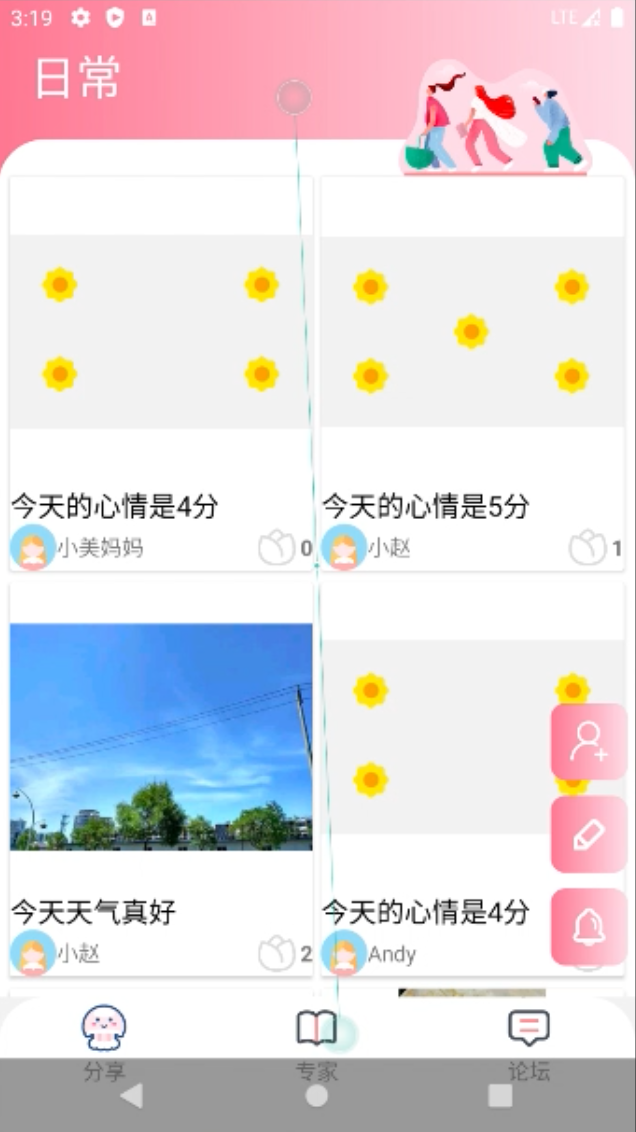 3:19
LTE
日常
今天的心情是4分
小美妈妈
0
今天的心情是5分
小赵
1
今天天气真好
小赵
2
今天的心情是4分
Andy
分享
专家
论坛